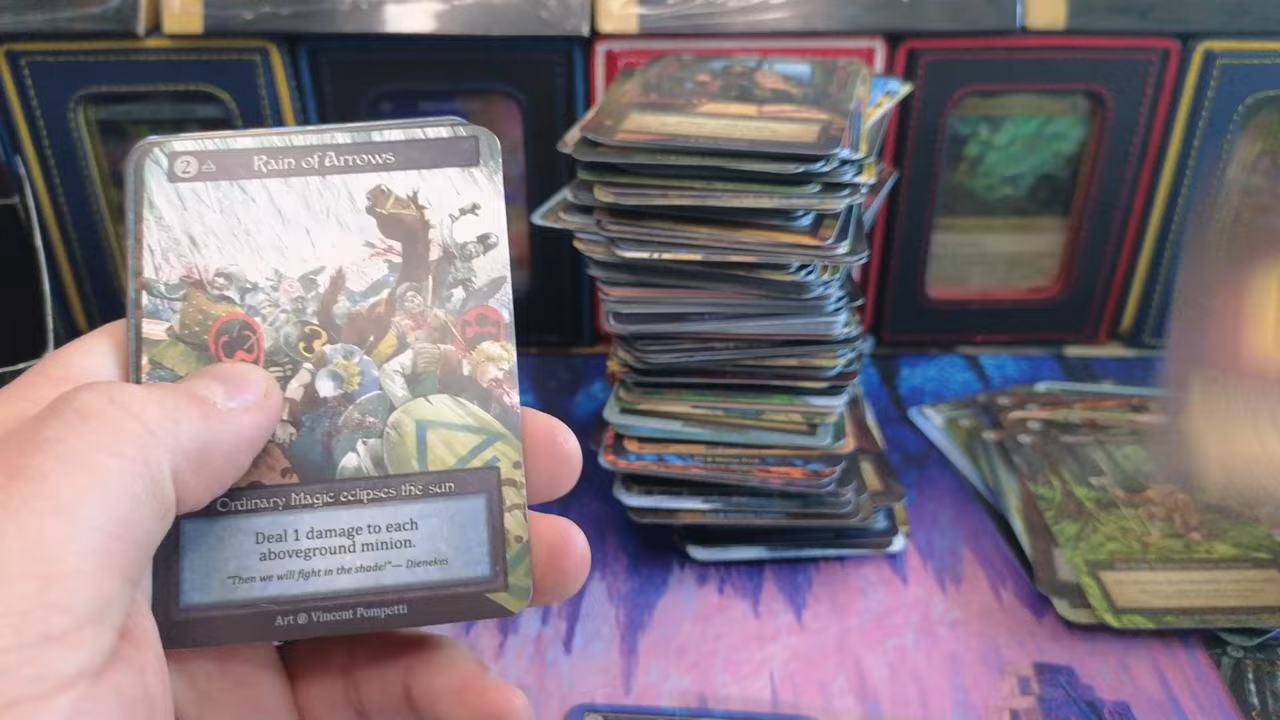 2 Rain of Arrows
Ordinary Magic eclipses the sun
Deal 1 damage to each
aboveground minion.
"Then we will fight in the shade!"— Dienekes
Art @ Vincent Pompetti